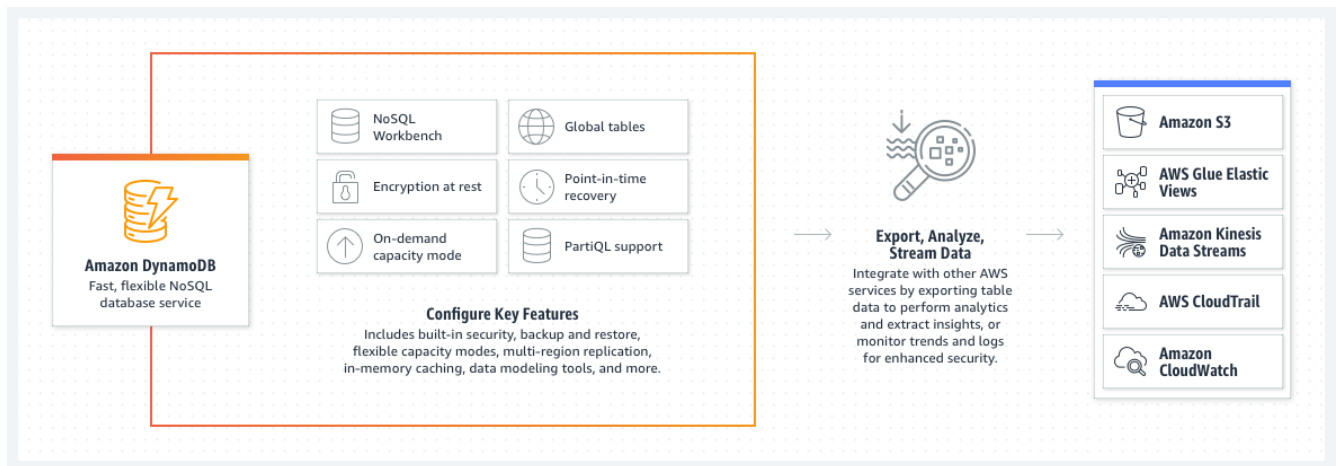 Amazon DynamoDB
Fast, flexible NoSQL
database service
NoSQL
Workbench
Global tables
Encryption at rest
Point-in-time
recovery
On-demand
capacity mode
PartiQL support
Configure Key Features
Includes built-in security, backup and restore,
flexible capacity modes, multi-region replication,
in-memory caching, data modeling tools, and more.
Export, Analyze,
Stream Data
Integrate with other AWS
services by exporting table
data to perform analytics
and extract insights, or
monitor trends and logs
for enhanced security.
Amazon S3
AWS Glue Elastic
Views
Amazon Kinesis
Data Streams
AWS CloudTrail
Amazon
CloudWatch